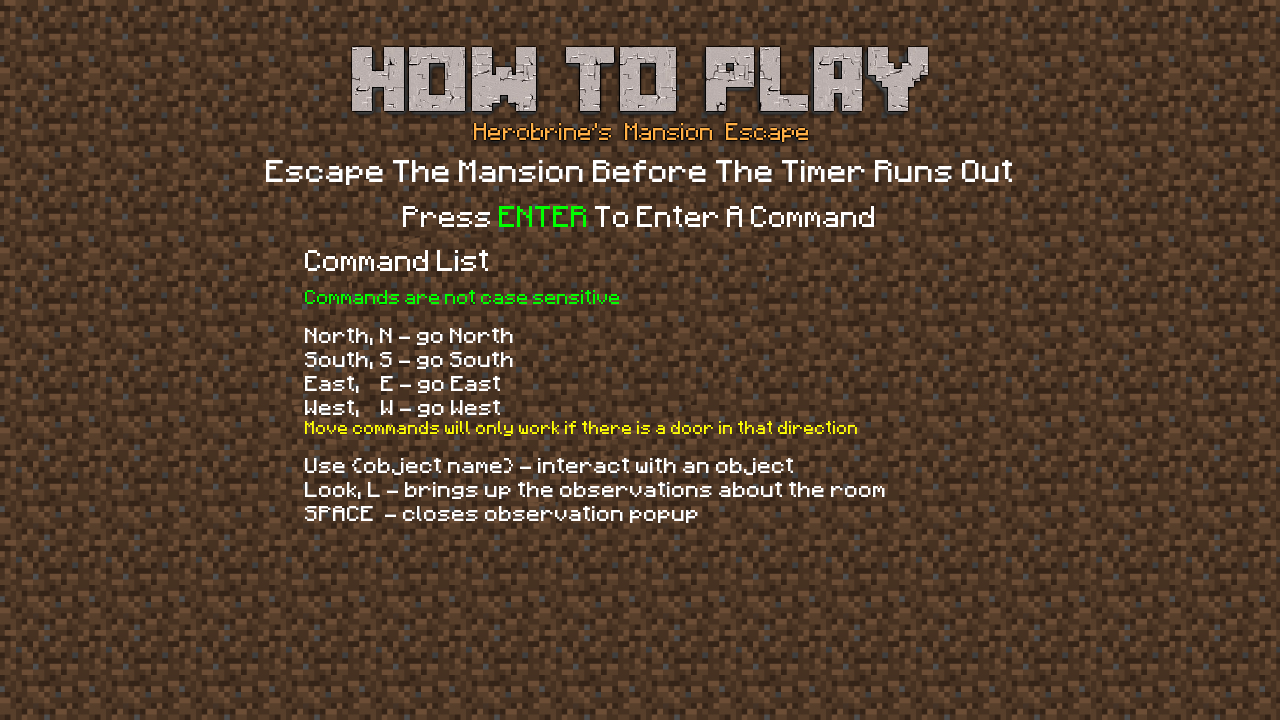 HOW TO PLAY
Herobrine's Mansion Escape
Escape The Mansion Before The Timer Runs Out
Press ENTER To Enter A Command
Command List
Commands are not case sensitive
North, N - go North
South, S - go South
East, E - go East
West, W - go West
Move commands will only work if there is a door in that direction
Use {object name} - interact with an object
Look, L - brings up the observations about the room
SPACE - closes observation popup